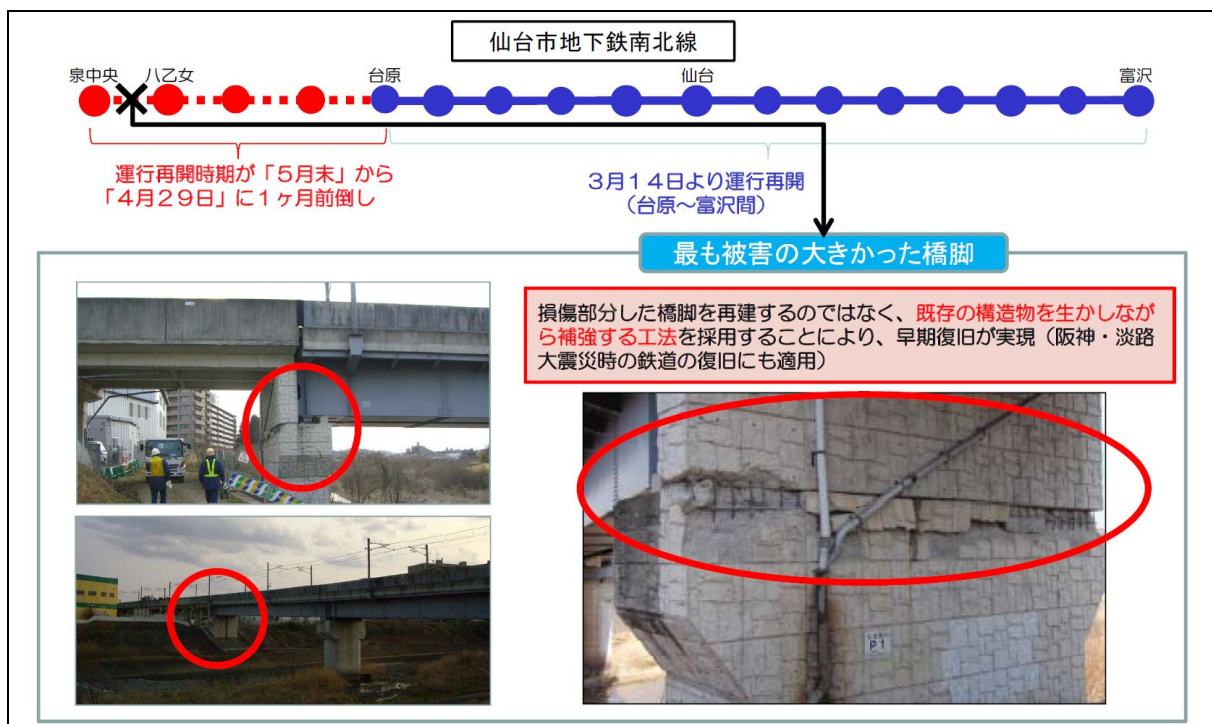 仙台市地下鉄南北線
泉中央 八乙女 台原 仙台 富沢
運行再開時期が「5月末」から
「4月29日」に1ヶ月前倒し
3月14日より運行再開
（台原～富沢間）
最も被害の大きかった橋脚
損傷部分した橋脚を再建するのではなく、既存の構造物を生かしなが
ら補強する工法を採用することにより、早期復旧が実現（阪神・淡路
大震災時の鉄道の復旧にも適用）
P1